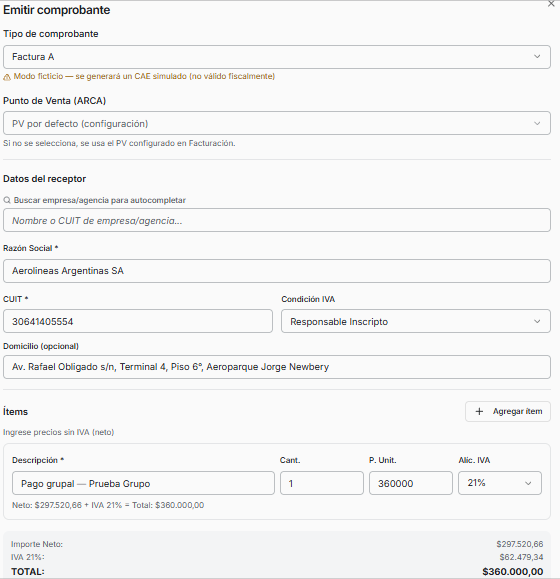 Emitir comprobante
Tipo de comprobante
Factura A
Modo ficticio — se generará un CAE simulado (no válido fiscalmente)
Punto de Venta (ARCA)
PV por defecto (configuración)
Si no se selecciona, se usa el PV configurado en Facturación.
Datos del receptor
Buscar empresa/agencia para autocompletar
Nombre o CUIT de empresa/agencia...
Razón Social *
Aerolineas Argentinas SA
CUIT *
Condición IVA
30641405554
Responsable Inscripto
Domicilio (opcional)
Av. Rafael Obligado s/n, Terminal 4, Piso 6°, Aeroparque Jorge Newbery
Ítems
+ Agregar ítem
Ingrese precios sin IVA (neto)
Descripción * Cant. P. Unit. Alíc. IVA
Pago grupal — Prueba Grupo 1 360000 21%
Neto: $297.520,66 + IVA 21% = Total: $360.000,00
Importe Neto: $297.520,66
IVA 21%: $62.479,34
TOTAL: $360.000,00